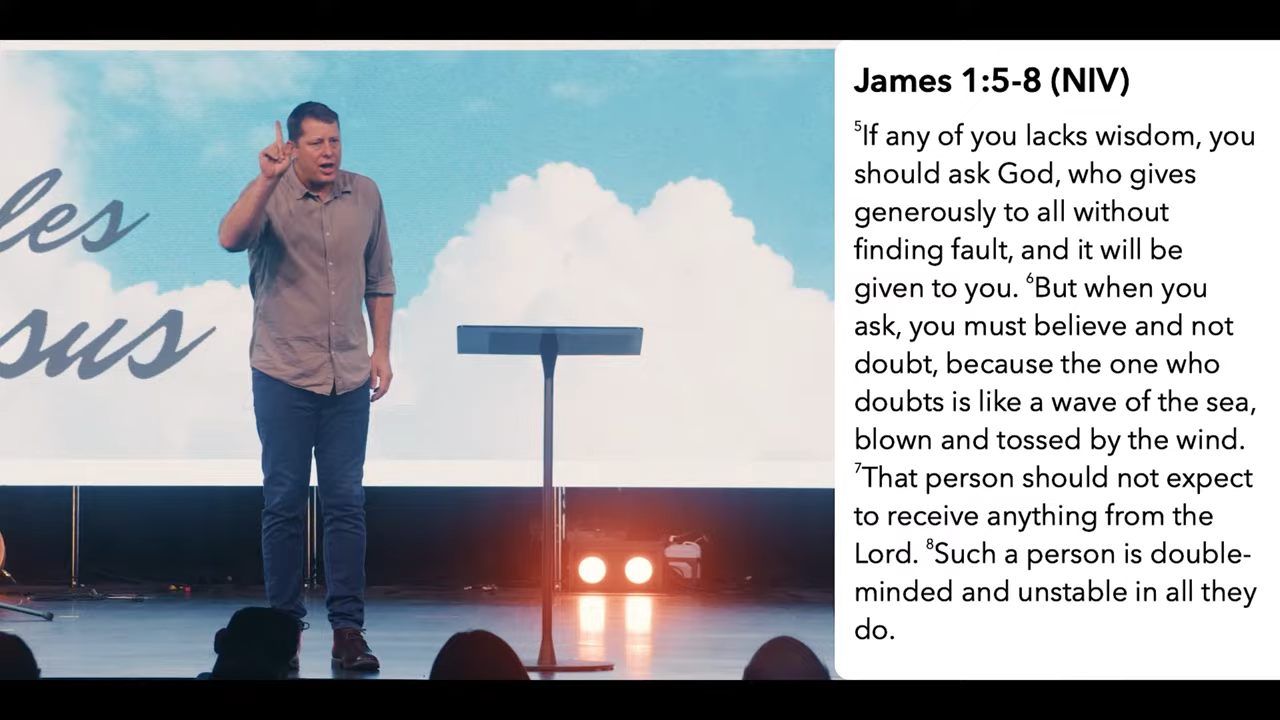 les
sus
James 1:5-8 (NIV)
⁵If any of you lacks wisdom, you
should ask God, who gives
generously to all without
finding fault, and it will be
given to you. ⁶But when you
ask, you must believe and not
doubt, because the one who
doubts is like a wave of the sea,
blown and tossed by the wind.
⁷That person should not expect
to receive anything from the
Lord. ⁸Such a person is double-
minded and unstable in all they
do.